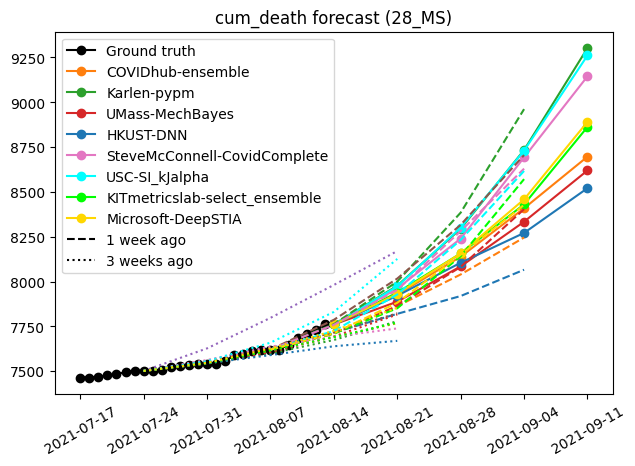 cum_death forecast (28_MS)
Ground truth
COVIDhub-ensemble
Karlen-pypm
UMass-MechBayes
HKUST-DNN
SteveMcConnell-CovidComplete
USC-SI_kJalpha
KITmetricslab-select_ensemble
Microsoft-DeepSTIA
1 week ago
3 weeks ago
9250
9000
8750
8500
8250
8000
7750
7500
2021-07-17
2021-07-24
2021-07-31
2021-08-07
2021-08-14
2021-08-21
2021-08-28
2021-09-04
2021-09-11